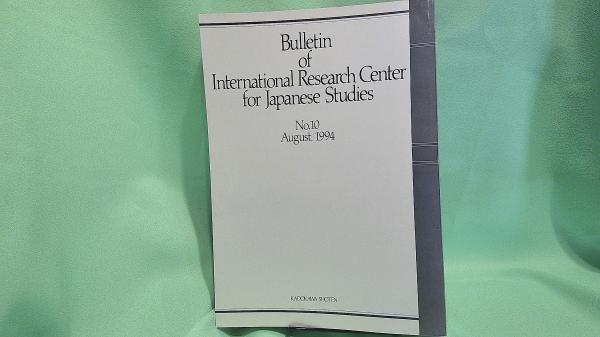 Bulletin
of
International Research Center
for Japanese Studies
No.10
August. 1994
KADOKAWA SHOTEN